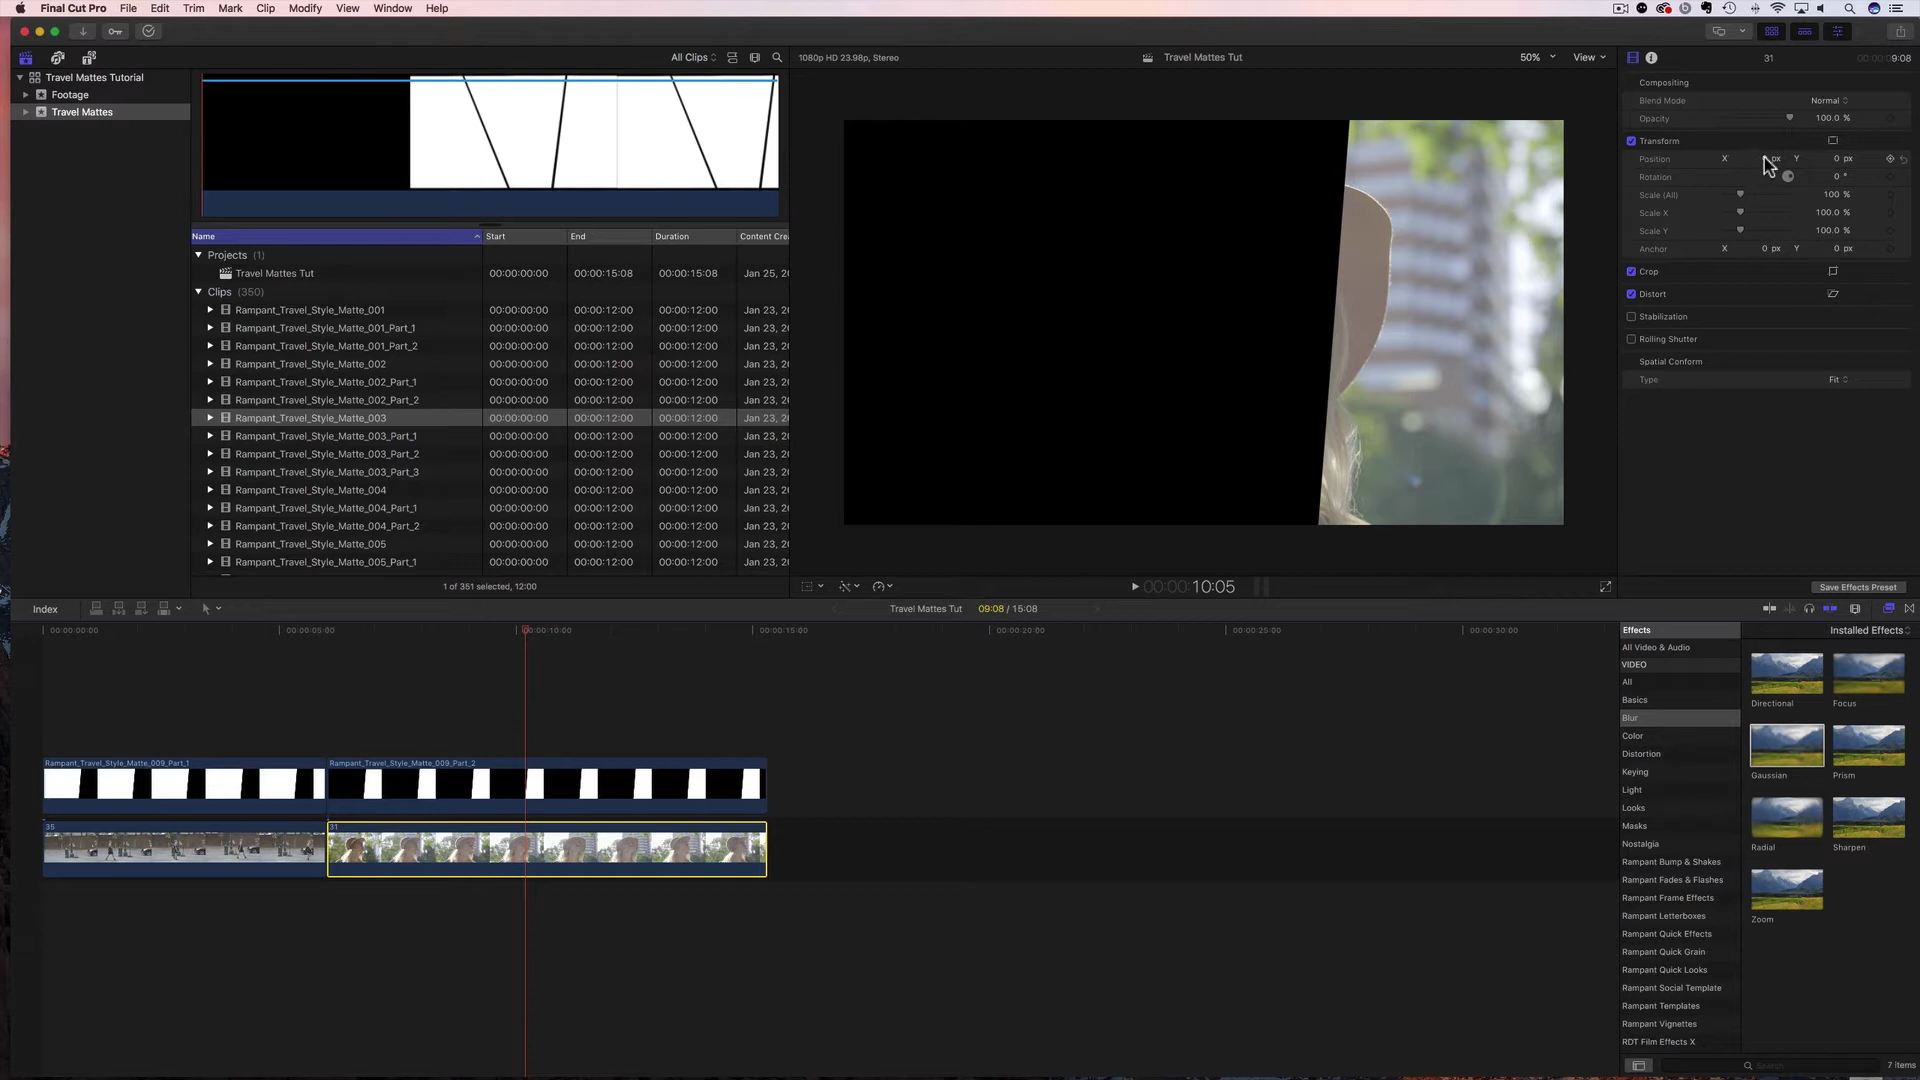 Final Cut Pro File Edit Trim Mark Clip Modify View Window Help
All Clips
1080p HD 23.98p, Stereo
Travel Mattes Tut
50%
View
31
9:08
Travel Mattes Tutorial
Footage
Travel Mattes
Name Start End Duration Content Cre
Projects (1)
Travel Mattes Tut 00:00:00:00 00:00:15:08 00:00:15:08 Jan 25, 20
Clips (350)
Rampant_Travel_Style_Matte_001 00:00:00:00 00:00:12:00 00:00:12:00 Jan 23, 20
Rampant_Travel_Style_Matte_001_Part_1 00:00:00:00 00:00:12:00 00:00:12:00 Jan 23, 20
Rampant_Travel_Style_Matte_001_Part_2 00:00:00:00 00:00:12:00 00:00:12:00 Jan 23, 20
Rampant_Travel_Style_Matte_002 00:00:00:00 00:00:12:00 00:00:12:00 Jan 23, 20
Rampant_Travel_Style_Matte_002_Part_1 00:00:00:00 00:00:12:00 00:00:12:00 Jan 23, 20
Rampant_Travel_Style_Matte_002_Part_2 00:00:00:00 00:00:12:00 00:00:12:00 Jan 23, 20
Rampant_Travel_Style_Matte_003 00:00:00:00 00:00:12:00 00:00:12:00 Jan 23, 20
Rampant_Travel_Style_Matte_003_Part_1 00:00:00:00 00:00:12:00 00:00:12:00 Jan 23, 20
Rampant_Travel_Style_Matte_003_Part_2 00:00:00:00 00:00:12:00 00:00:12:00 Jan 23, 20
Rampant_Travel_Style_Matte_003_Part_3 00:00:00:00 00:00:12:00 00:00:12:00 Jan 23, 20
Rampant_Travel_Style_Matte_004 00:00:00:00 00:00:12:00 00:00:12:00 Jan 23, 20
Rampant_Travel_Style_Matte_004_Part_1 00:00:00:00 00:00:12:00 00:00:12:00 Jan 23, 20
Rampant_Travel_Style_Matte_004_Part_2 00:00:00:00 00:00:12:00 00:00:12:00 Jan 23, 20
Rampant_Travel_Style_Matte_005 00:00:00:00 00:00:12:00 00:00:12:00 Jan 23, 20
Rampant_Travel_Style_Matte_005_Part_1 00:00:00:00 00:00:12:00 00:00:12:00 Jan 23, 20
1 of 351 selected, 12:00
00:00:10:05
Compositing
Blend Mode Normal
Opacity 100.0 %
Transform
Position X px Y 0 px
Rotation 0 °
Scale (All) 100 %
Scale X 100.0 %
Scale Y 100.0 %
Anchor X 0 px Y 0 px
Crop
Distort
Stabilization
Rolling Shutter
Spatial Conform
Type Fit
Save Effects Preset
Index
Travel Mattes Tut 09:08 / 15:08
00:00:00:00 00:00:05:00 00:00:10:00 00:00:15:00 00:00:20:00 00:00:25:00 00:00:30:00
Rampant_Travel_Style_Matte_009_Part_1 Rampant_Travel_Style_Matte_009_Part_2
35 31
Effects
Installed Effects
All Video & Audio
VIDEO
All
Basics
Blur
Color
Distortion
Keying
Light
Looks
Masks
Nostalgia
Rampant Bump & Shakes
Rampant Fades & Flashes
Rampant Frame Effects
Rampant Letterboxes
Rampant Quick Effects
Rampant Quick Grain
Rampant Quick Looks
Rampant Social Template
Rampant Templates
Rampant Vignettes
RDT Film Effects X
Directional Focus
Gaussian Prism
Radial Sharpen
Zoom
Search
7 Items